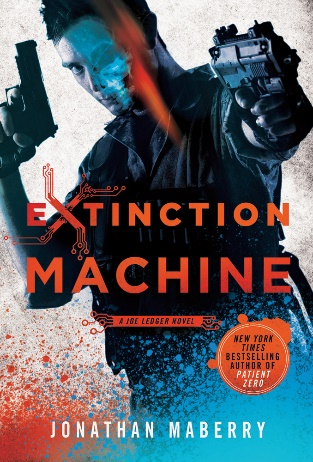 EXTINCTION
MACHINE
A JOE LEDGER NOVEL
NEW YORK
TIMES
BESTSELLING
AUTHOR OF
PATIENT
ZERO
JONATHAN MABERRY